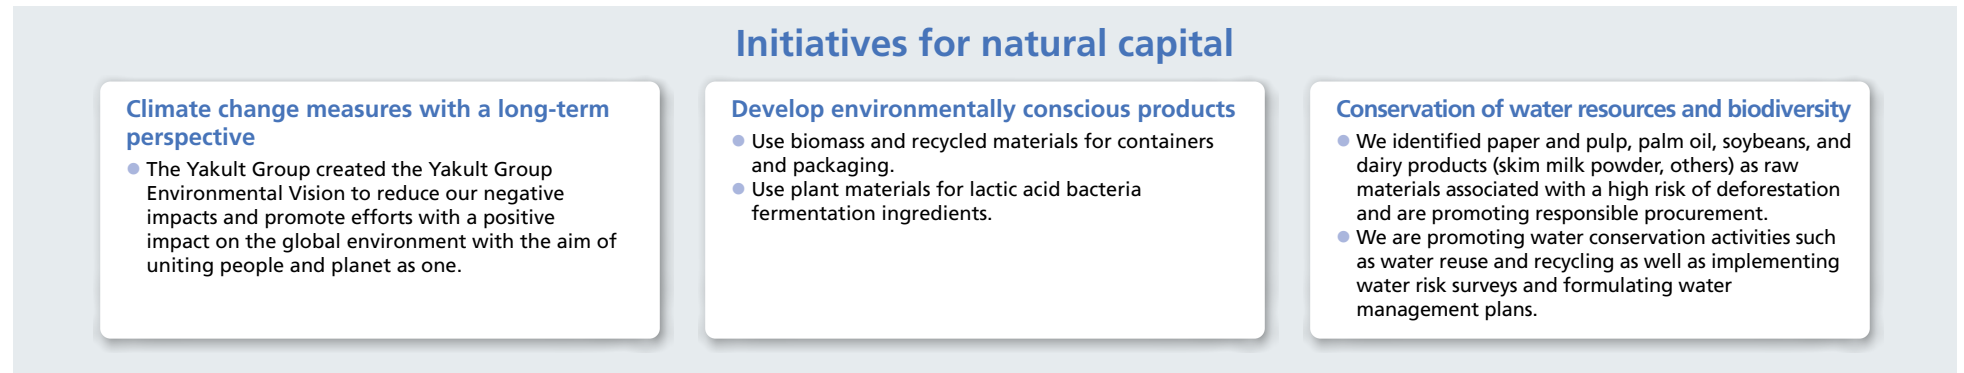 Initiatives for natural capital
Climate change measures with a long-term
perspective
● The Yakult Group created the Yakult Group
Environmental Vision to reduce our negative
impacts and promote efforts with a positive
impact on the global environment with the aim of
uniting people and planet as one.
Develop environmentally conscious products
● Use biomass and recycled materials for containers
and packaging.
● Use plant materials for lactic acid bacteria
fermentation ingredients.
Conservation of water resources and biodiversity
● We identified paper and pulp, palm oil, soybeans, and
dairy products (skim milk powder, others) as raw
materials associated with a high risk of deforestation
and are promoting responsible procurement.
● We are promoting water conservation activities such
as water reuse and recycling as well as implementing
water risk surveys and formulating water
management plans.